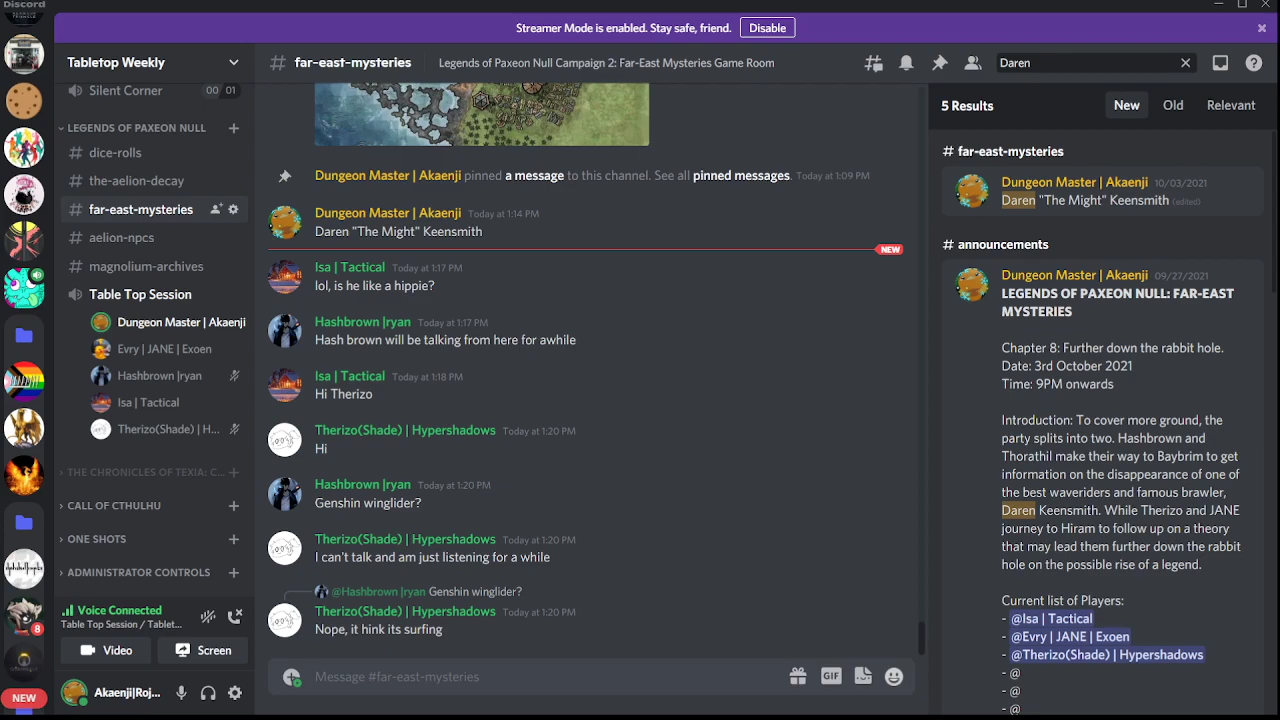 Discord
Streamer Mode is enabled. Stay safe, friend.
Disable
Tabletop Weekly
Silent Corner
00 01
LEGENDS OF PAXEON NULL
dice-rolls
the-aelion-decay
far-east-mysteries
aelion-npcs
magnolium-archives
Table Top Session
Dungeon Master | Akaenji
Evry | JANE | Exoen
Hashbrown |ryan
Isa | Tactical
Therizo(Shade) | H...
THE CHRONICLES OF TEXIA: C...
CALL OF CTHULHU
ONE SHOTS
ADMINISTRATOR CONTROLS
Voice Connected
Table Top Session / Tablet...
Video
Screen
Akaenji|Roj...
8
NEW
far-east-mysteries
Legends of Paxeon Null Campaign 2: Far-East Mysteries Game Room
Daren
Dungeon Master | Akaenji pinned a message to this channel. See all pinned messages. Today at 1:09 PM
Dungeon Master | Akaenji Today at 1:14 PM
Daren "The Might" Keensmith
NEW
Isa | Tactical Today at 1:17 PM
lol, is he like a hippie?
Hashbrown |ryan Today at 1:17 PM
Hash brown will be talking from here for awhile
Isa | Tactical Today at 1:18 PM
Hi Therizo
Therizo(Shade) | Hypershadows Today at 1:20 PM
Hi
Hashbrown |ryan Today at 1:20 PM
Genshin winglider?
Therizo(Shade) | Hypershadows Today at 1:20 PM
I can't talk and am just listening for a while
@Hashbrown |ryan Genshin winglider?
Therizo(Shade) | Hypershadows Today at 1:20 PM
Nope, it hink its surfing
Message #far-east-mysteries
GIF
5 Results
New
Old
Relevant
far-east-mysteries
Dungeon Master | Akaenji 10/03/2021
Daren "The Might" Keensmith (edited)
announcements
Dungeon Master | Akaenji 09/27/2021
LEGENDS OF PAXEON NULL: FAR-EAST
MYSTERIES
Chapter 8: Further down the rabbit hole.
Date: 3rd October 2021
Time: 9PM onwards
Introduction: To cover more ground, the
party splits into two. Hashbrown and
Thorathil make their way to Baybrim to get
information on the disappearance of one of
the best waveriders and famous brawler,
Daren Keensmith. While Therizo and JANE
journey to Hiram to follow up on a theory
that may lead them further down the rabbit
hole on the possible rise of a legend.
Current list of Players:
- @Isa | Tactical
- @Evry | JANE | Exoen
- @Therizo(Shade) | Hypershadows
- @
- @
- @